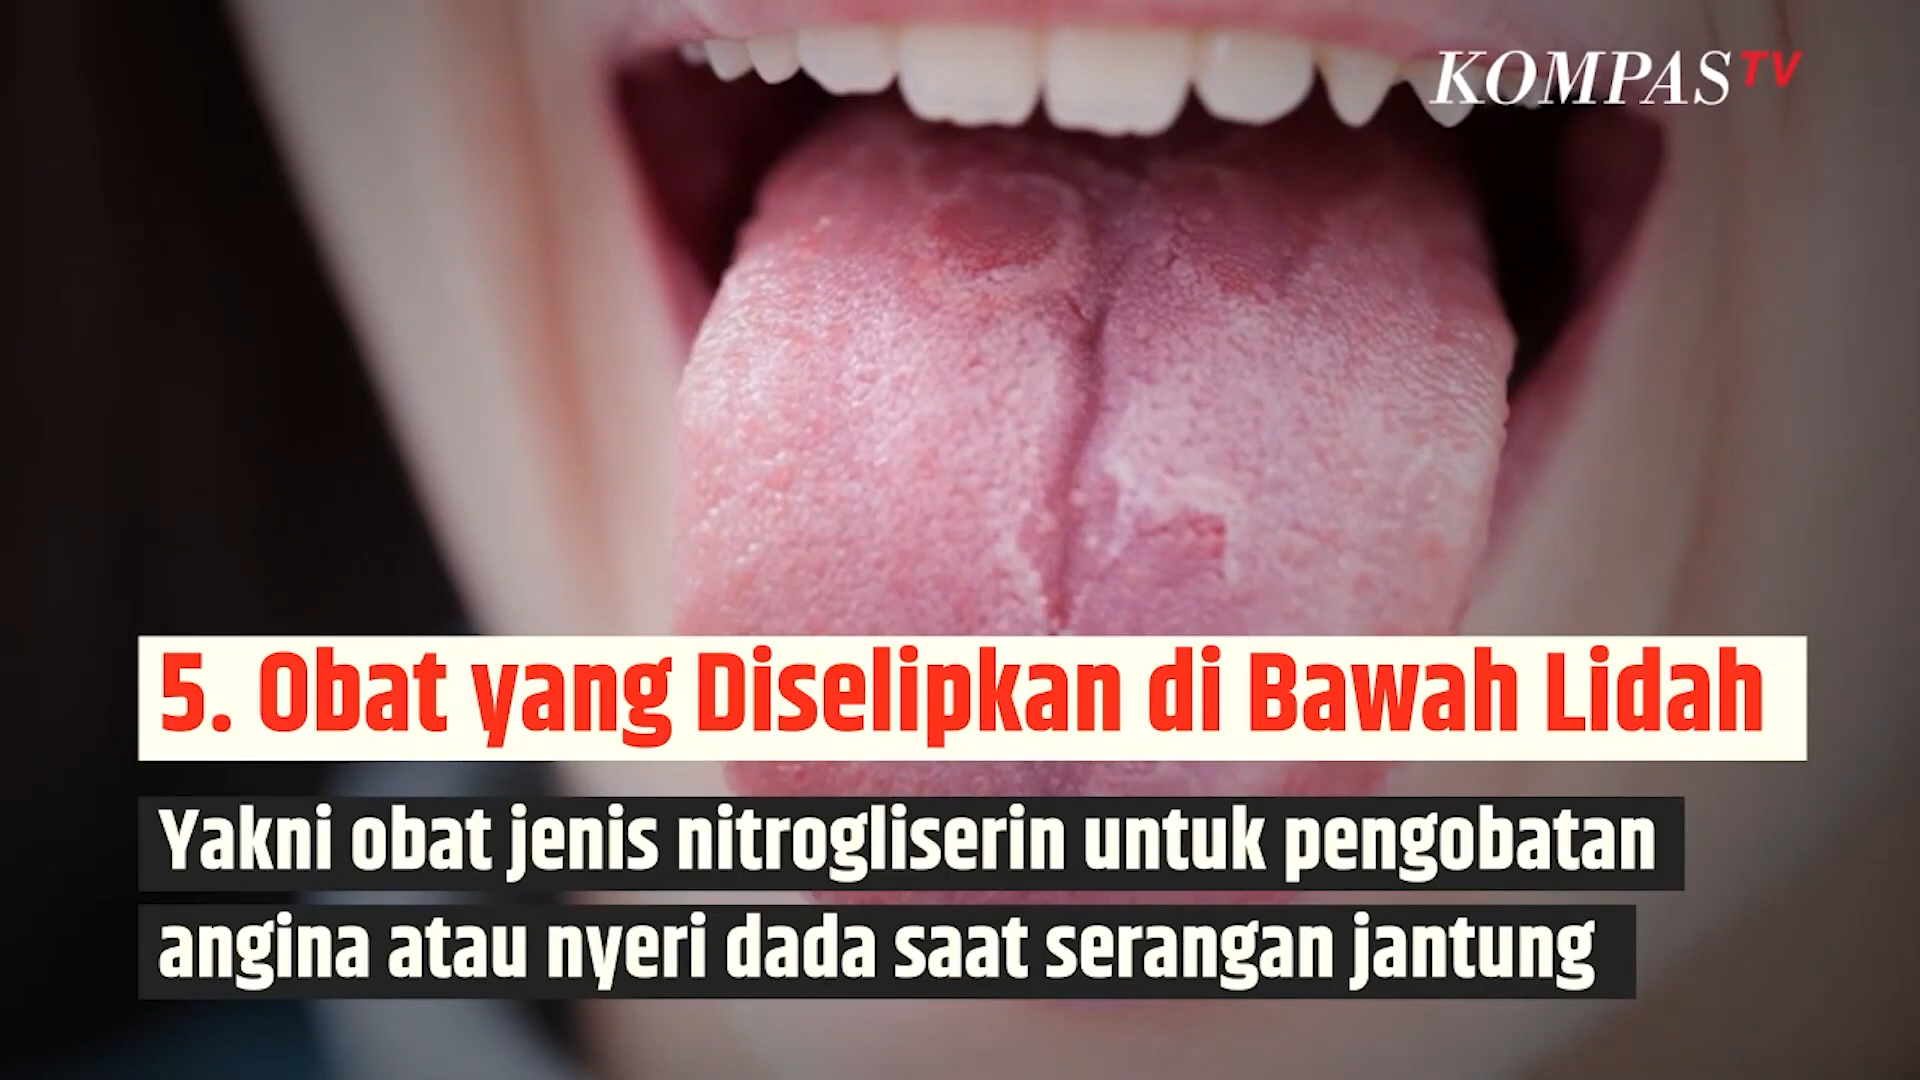 KOMPAS TV
5. Obat yang Diselipkan di Bawah Lidah
Yakni obat jenis nitrogliserin untuk pengobatan
angina atau nyeri dada saat serangan jantung